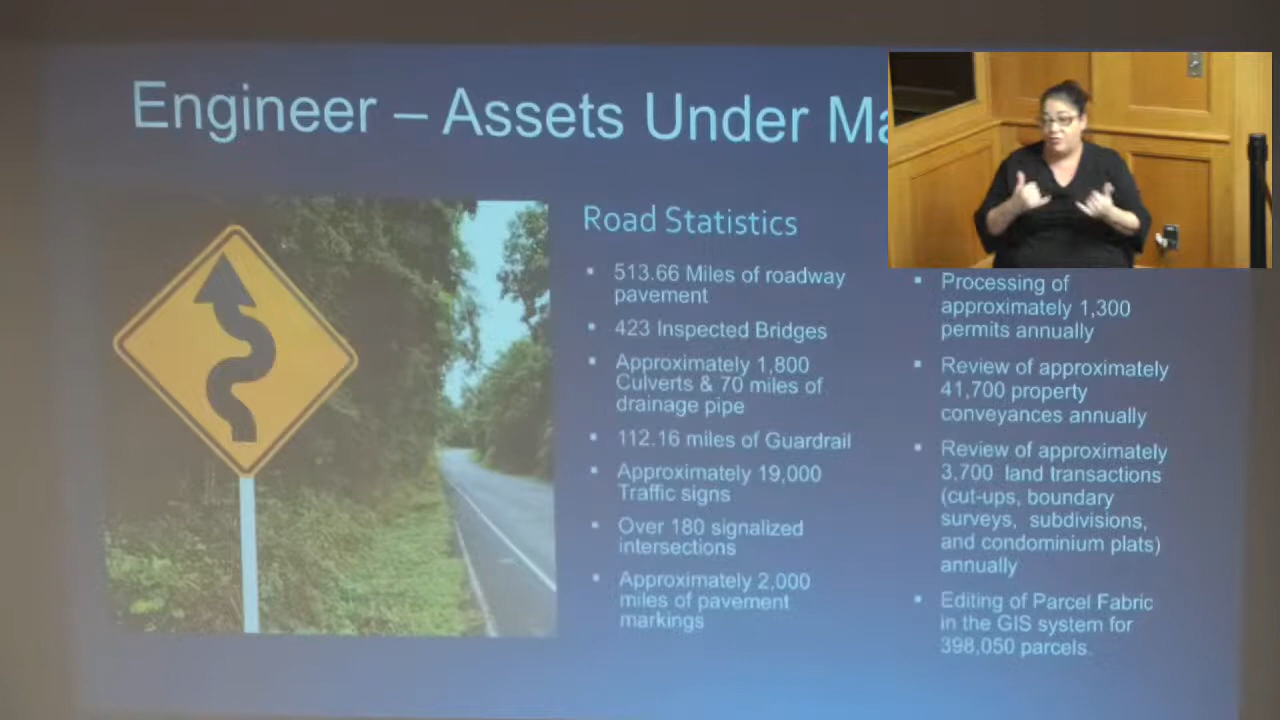 Engineer – Assets Under
Road Statistics
▪ 513.66 Miles of roadway
pavement
▪ 423 Inspected Bridges
▪ Approximately 1,800
Culverts & 70 miles of
drainage pipe
▪ 112.16 miles of Guardrail
▪ Approximately 19,000
Traffic signs
▪ Over 180 signalized
intersections
▪ Approximately 2,000
miles of pavement
markings
▪ Processing of
approximately 1,300
permits annually
▪ Review of approximately
41,700 property
conveyances annually
▪ Review of approximately
3,700 land transactions
(cut-ups, boundary
surveys, subdivisions,
and condominium plats)
annually
▪ Editing of Parcel Fabric
in the GIS system for
398,050 parcels.